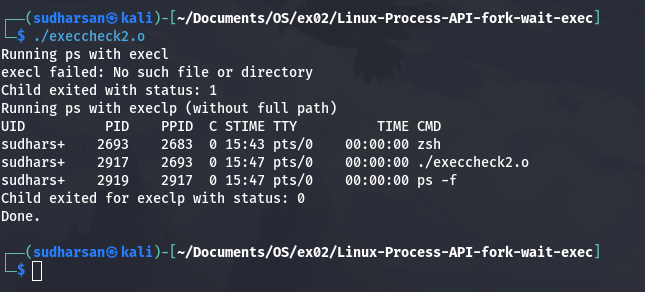 ┌──(sudharsan㉿kali)-[~/Documents/OS/ex02/Linux-Process-API-fork-wait-exec]
└─$ ./execcheck2.o
Running ps with execl
execl failed: No such file or directory
Child exited with status: 1
Running ps with execlp (without full path)
UID          PID    PPID  C STIME TTY          TIME CMD
sudhars+    2693    2683  0 15:43 pts/0    00:00:00 zsh
sudhars+    2917    2693  0 15:47 pts/0    00:00:00 ./execcheck2.o
sudhars+    2919    2917  0 15:47 pts/0    00:00:00 ps -f
Child exited for execlp with status: 0
Done.
┌──(sudharsan㉿kali)-[~/Documents/OS/ex02/Linux-Process-API-fork-wait-exec]
└─$